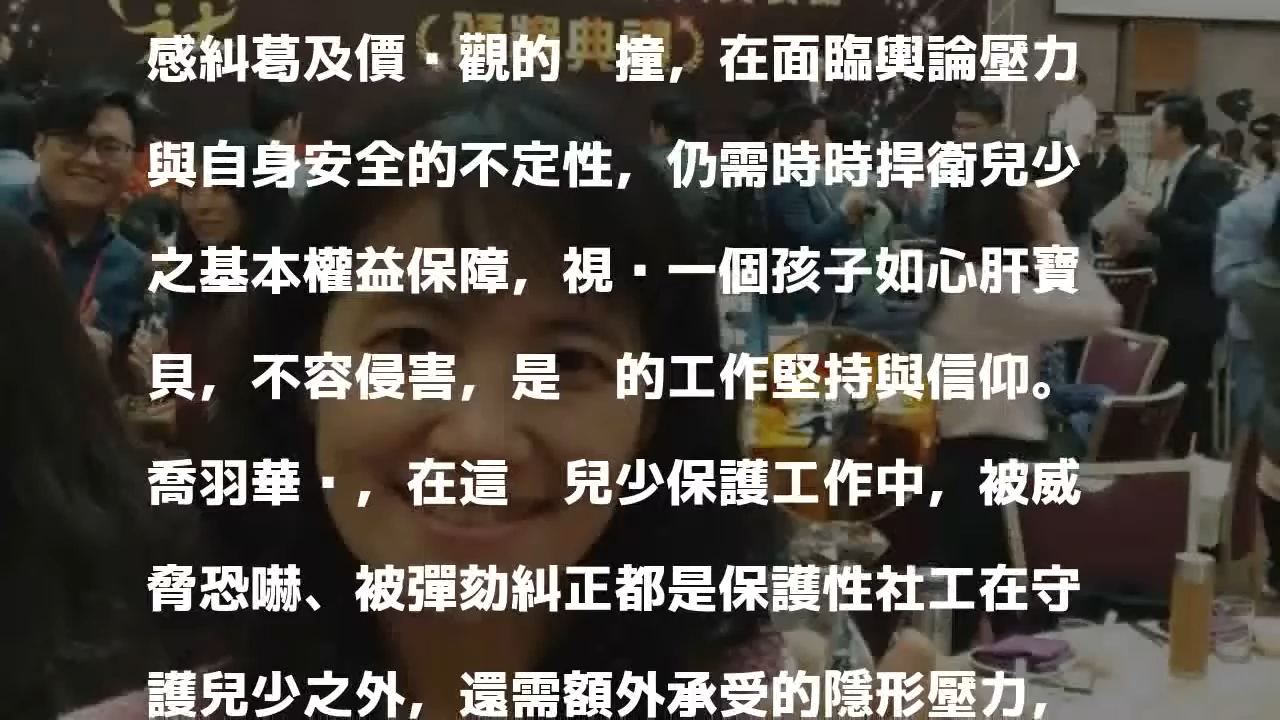 頒獎典禮
感糾葛及價·觀的 撞，在面臨輿論壓力
與自身安全的不定性，仍需時時捍衛兒少
之基本權益保障，視·一個孩子如心肝寶
貝，不容侵害，是 的工作堅持與信仰。
喬羽華·，在這 兒少保護工作中，被威
脅恐嚇、被彈劾糾正都是保護性社工在守
護兒少之外，還需額外承受的隱形壓力，